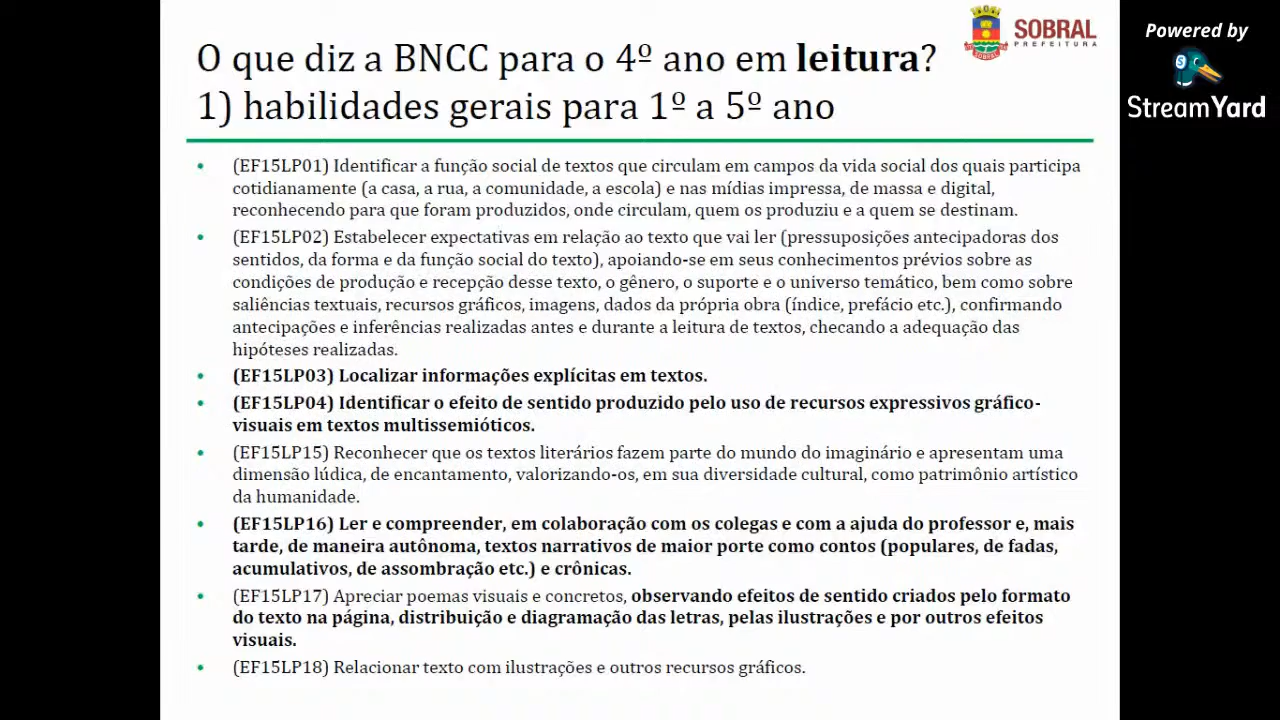 O que diz a BNCC para o 4º ano em leitura?
1) habilidades gerais para 1º a 5º ano
SOBRAL
PREFEITURA
Powered by
StreamYard
• (EF15LP01) Identificar a função social de textos que circulam em campos da vida social dos quais participa
cotidianamente (a casa, a rua, a comunidade, a escola) e nas mídias impressa, de massa e digital,
reconhecendo para que foram produzidos, onde circulam, quem os produziu e a quem se destinam.
• (EF15LP02) Estabelecer expectativas em relação ao texto que vai ler (pressuposições antecipadoras dos
sentidos, da forma e da função social do texto), apoiando-se em seus conhecimentos prévios sobre as
condições de produção e recepção desse texto, o gênero, o suporte e o universo temático, bem como sobre
saliências textuais, recursos gráficos, imagens, dados da própria obra (índice, prefácio etc.), confirmando
antecipações e inferências realizadas antes e durante a leitura de textos, checando a adequação das
hipóteses realizadas.
• (EF15LP03) Localizar informações explícitas em textos.
• (EF15LP04) Identificar o efeito de sentido produzido pelo uso de recursos expressivos gráfico-
visuais em textos multissemióticos.
• (EF15LP15) Reconhecer que os textos literários fazem parte do mundo do imaginário e apresentam uma
dimensão lúdica, de encantamento, valorizando-os, em sua diversidade cultural, como patrimônio artístico
da humanidade.
• (EF15LP16) Ler e compreender, em colaboração com os colegas e com a ajuda do professor e, mais
tarde, de maneira autônoma, textos narrativos de maior porte como contos (populares, de fadas,
acumulativos, de assombração etc.) e crônicas.
• (EF15LP17) Apreciar poemas visuais e concretos, observando efeitos de sentido criados pelo formato
do texto na página, distribuição e diagramação das letras, pelas ilustrações e por outros efeitos
visuais.
• (EF15LP18) Relacionar texto com ilustrações e outros recursos gráficos.